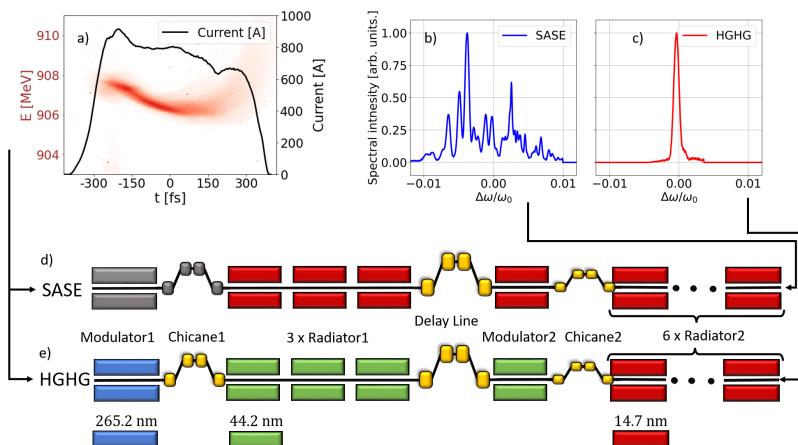 a)
Current [A]
E [MeV]
910
908
906
904
1000
800
600
400
200
0
Current [A]
-300 -150 0 150 300
t [fs]
b)
SASE
Spectral intnesity [arb. units.]
1.00
0.75
0.50
0.25
0.00
−0.01 0.00 0.01
Δω/ω0
c)
HGHG
−0.01 0.00 0.01
Δω/ω0
d)
SASE
Delay Line
Modulator1 Chicane1 3 x Radiator1 Modulator2 Chicane2 6 x Radiator2
e)
HGHG
265.2 nm 44.2 nm 14.7 nm